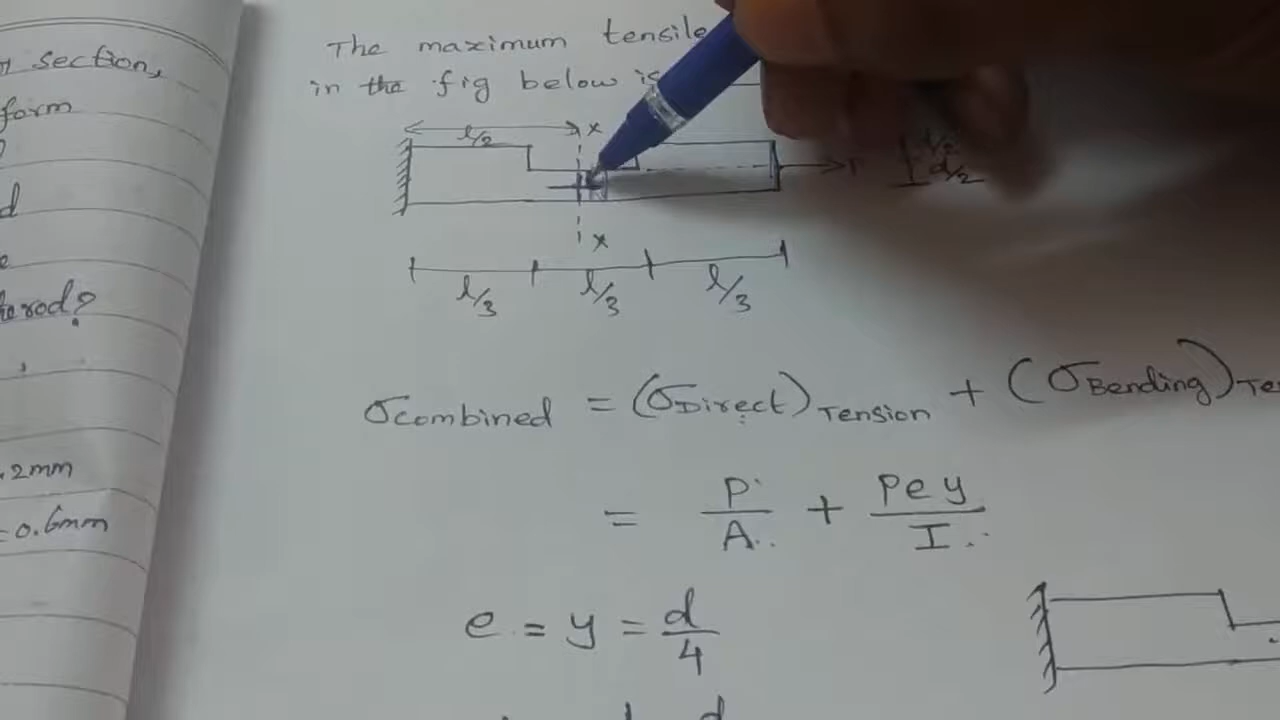 section,
form
d
e
rod?
,
.2mm
=0.6mm
The maximum tensile
in the fig below is
l/2
x
d/2
x
l/3 l/3 l/3
σCombined = (σDirect)Tension + (σBending)Te
= P/A + Pey/I
e = y = d/4
d